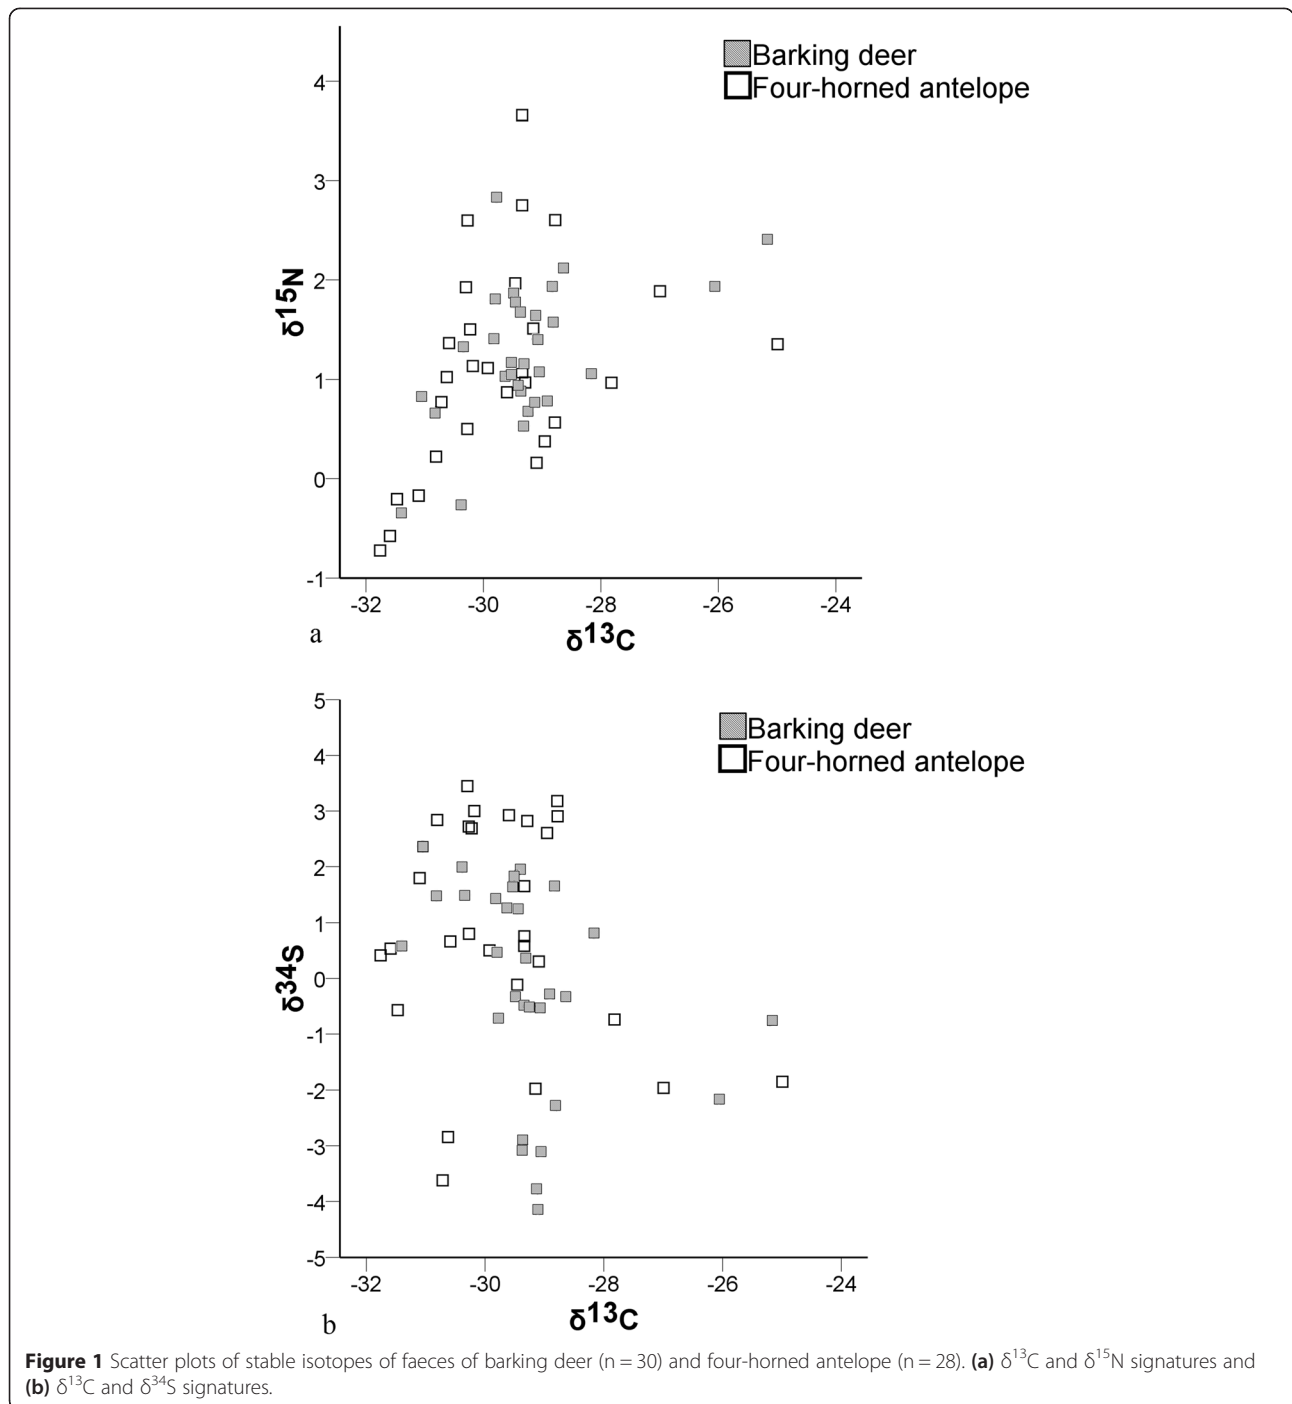 Barking deer
Four-horned antelope
4
3
2
1
0
-1
δ15N
-32 -30 -28 -26 -24
δ13C
a
Barking deer
Four-horned antelope
5
4
3
2
1
0
-1
-2
-3
-4
-5
δ34S
-32 -30 -28 -26 -24
δ13C
b
Figure 1 Scatter plots of stable isotopes of faeces of barking deer (n = 30) and four-horned antelope (n = 28). (a) δ13C and δ15N signatures and
(b) δ13C and δ34S signatures.